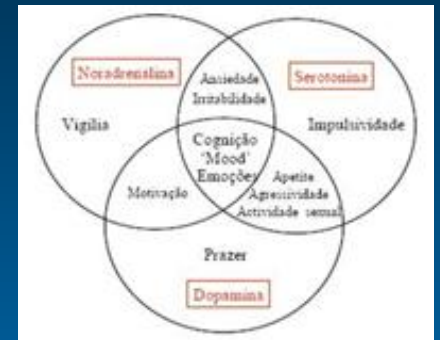 Noradrenalina
Ansiedade
Irritabilidade
Serotonina
Vigília
Impulsividade
Cognição
'Mood'
Emoções
Motivação
Apetite
Agressividade
Actividade sexual
Prazer
Dopamina